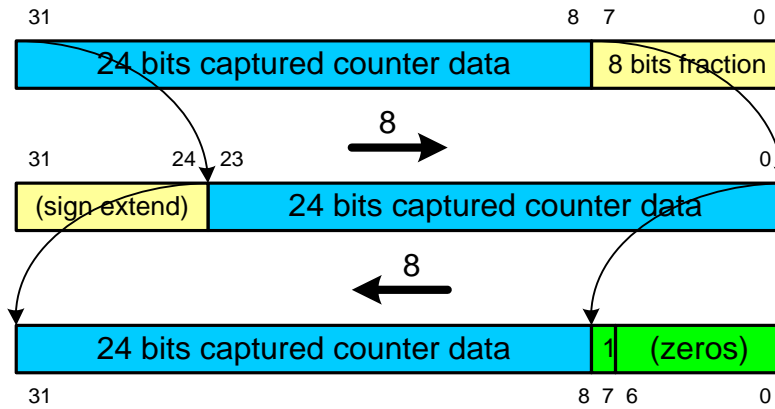 31 8 7 0
24 bits captured counter data 8 bits fraction
8
31 24 23 0
(sign extend) 24 bits captured counter data
8
24 bits captured counter data 1 (zeros)
31 8 7 6 0